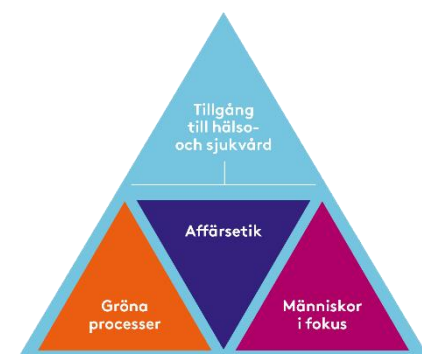 Tillgång
till hälso-
och sjukvård
Affärsetik
Gröna
processer
Människor
i fokus